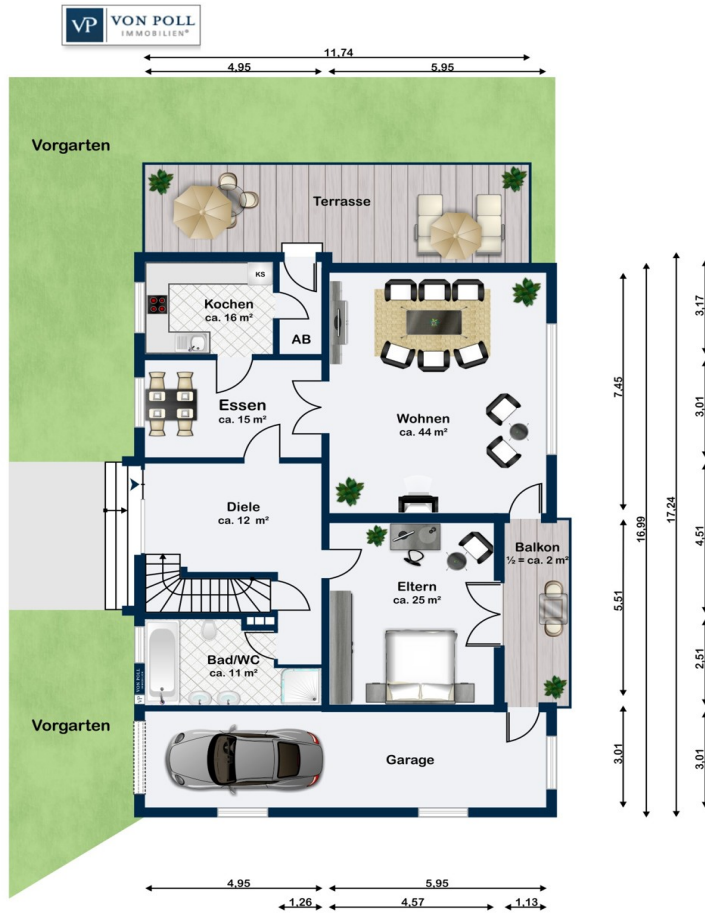 VP VON POLL
IMMOBILIEN®
11,74
4,95 5,95
Vorgarten
Terrasse
KS
Kochen
ca. 16 m²
AB
3,17
Essen
ca. 15 m²
Wohnen
ca. 44 m²
7,45
3,01
Diele
ca. 12 m²
16,99
17,24
4,51
Balkon
½ = ca. 2 m²
Eltern
ca. 25 m²
5,51
2,51
Bad/WC
ca. 11 m²
VP VON POLL
Vorgarten
Garage
3,01
3,01
4,95 5,95
1,26 4,57 1,13